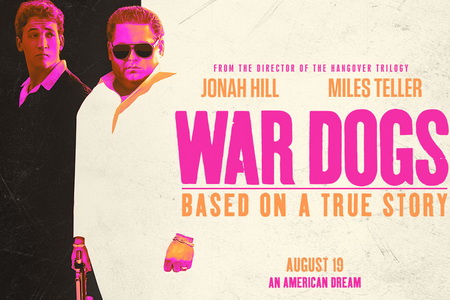 FROM THE DIRECTOR OF THE HANGOVER TRILOGY
JONAH HILL MILES TELLER
WAR DOGS
BASED ON A TRUE STORY
AUGUST 19
AN AMERICAN DREAM